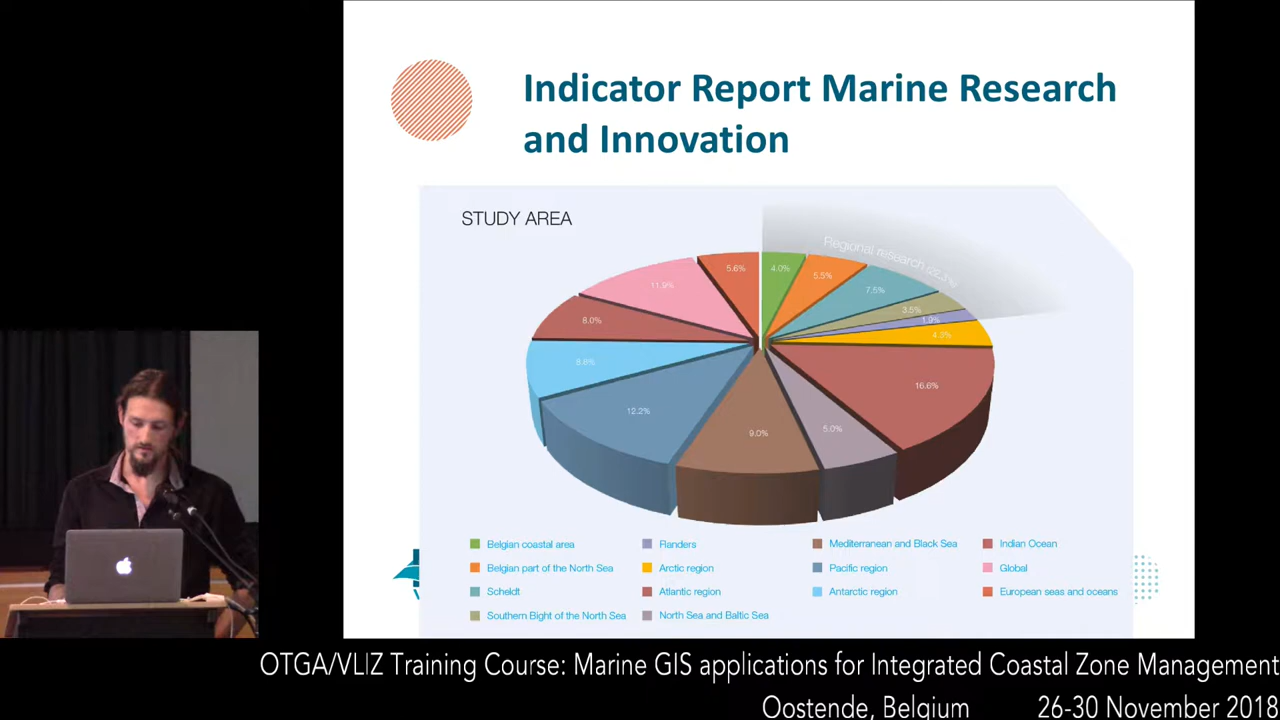 Indicator Report Marine Research
and Innovation
STUDY AREA
Regional research (22.3%)
5.6%
4.0%
5.5%
7.5%
3.5%
1.9%
4.3%
16.6%
5.0%
9.0%
12.2%
8.0%
11.9%
Belgian coastal area
Randers
Mediterranean and Black Sea
Indian Ocean
Belgian part of the North Sea
Arctic region
Pacific region
Global
Scheldt
Atlantic region
Antarctic region
European seas and oceans
Southern Bight of the North Sea
North Sea and Baltic Sea
OTGA/VLIZ Training Course: Marine GIS applications for Integrated Coastal Zone Management
Oostende, Belgium 26-30 November 2018